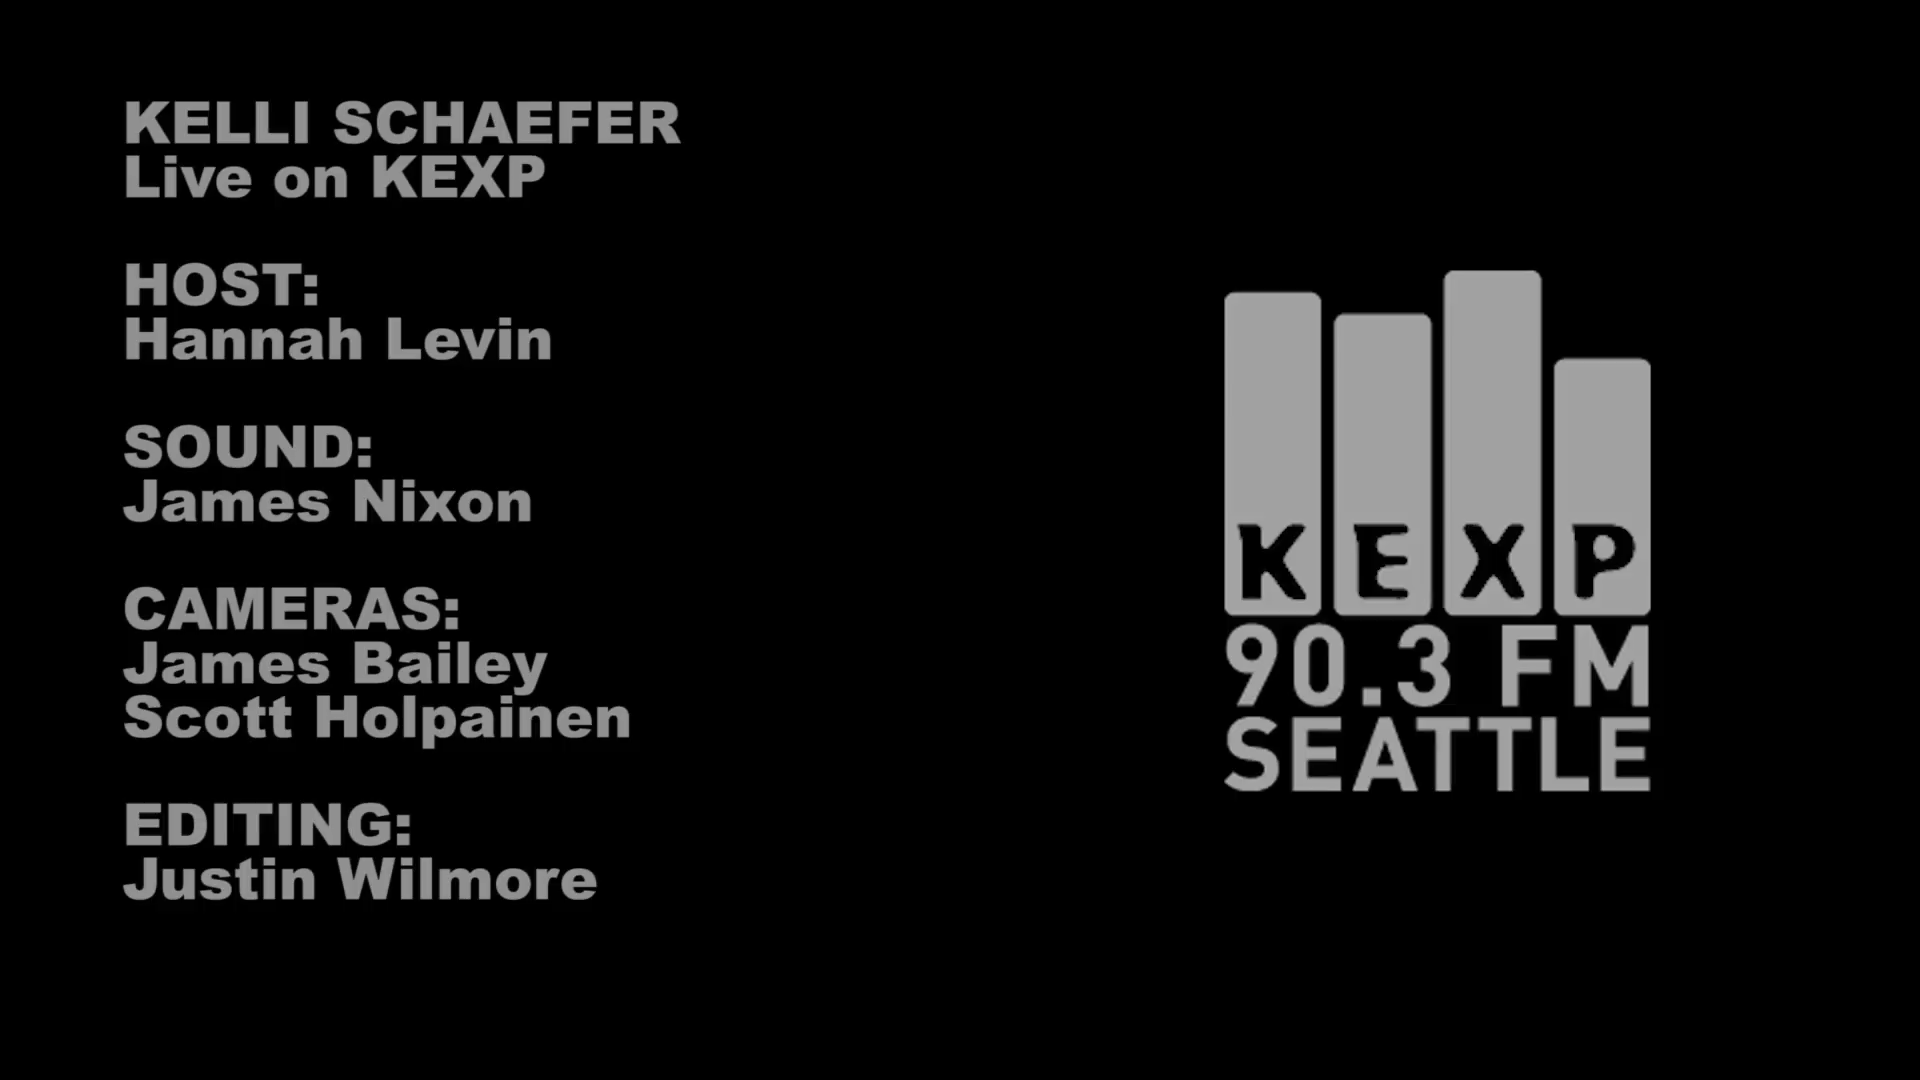 KELLI SCHAEFER
Live on KEXP
HOST:
Hannah Levin
SOUND:
James Nixon
CAMERAS:
James Bailey
Scott Holpainen
EDITING:
Justin Wilmore
KEXP
90.3 FM
SEATTLE